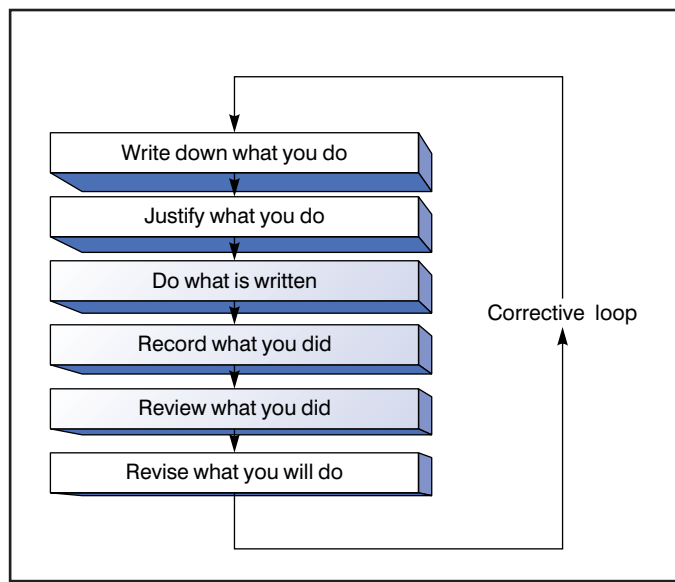 Write down what you do
Justify what you do
Do what is written
Record what you did
Review what you did
Revise what you will do
Corrective loop